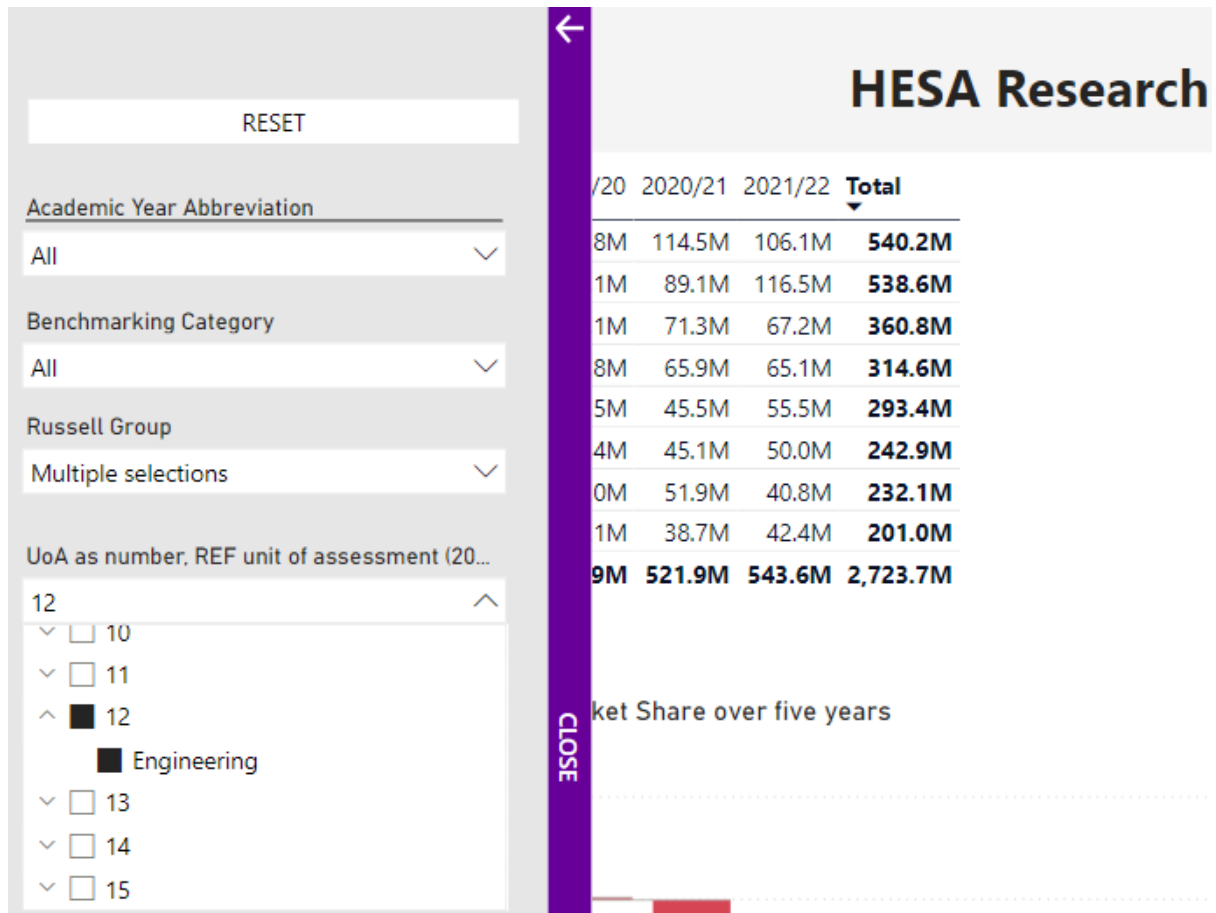 RESET
Academic Year Abbreviation
All
Benchmarking Category
All
Russell Group
Multiple selections
UoA as number, REF unit of assessment (20...
12
10
11
12
Engineering
13
14
15
CLOSE
HESA Research
/20 2020/21 2021/22 Total
8M 114.5M 106.1M 540.2M
1M 89.1M 116.5M 538.6M
1M 71.3M 67.2M 360.8M
8M 65.9M 65.1M 314.6M
5M 45.5M 55.5M 293.4M
4M 45.1M 50.0M 242.9M
0M 51.9M 40.8M 232.1M
1M 38.7M 42.4M 201.0M
9M 521.9M 543.6M 2,723.7M
ket Share over five years